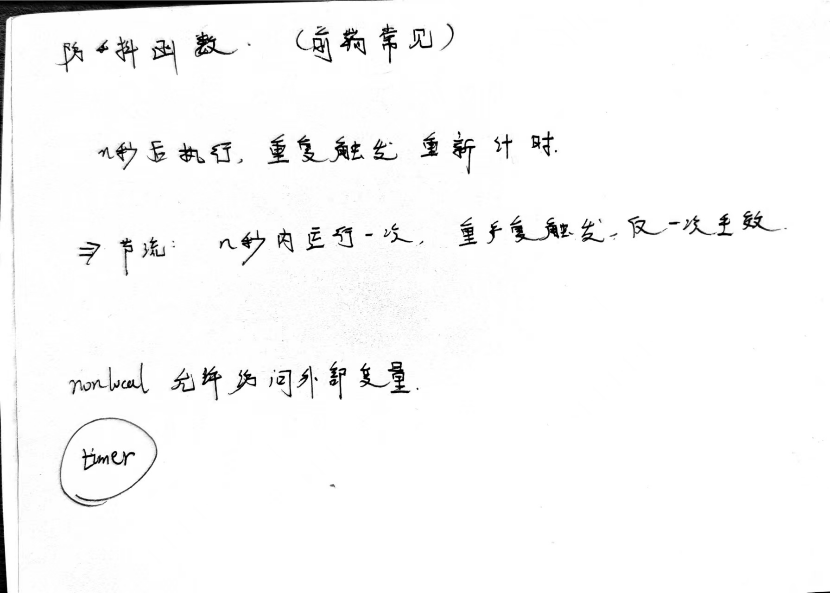 防抖函数. (前端常见)
n秒后执行, 重复触发 重新计时.
⇒ 节流: n秒内运行一次, 重复触发, 仅一次生效.
nonlocal 允许访问外部变量.
timer